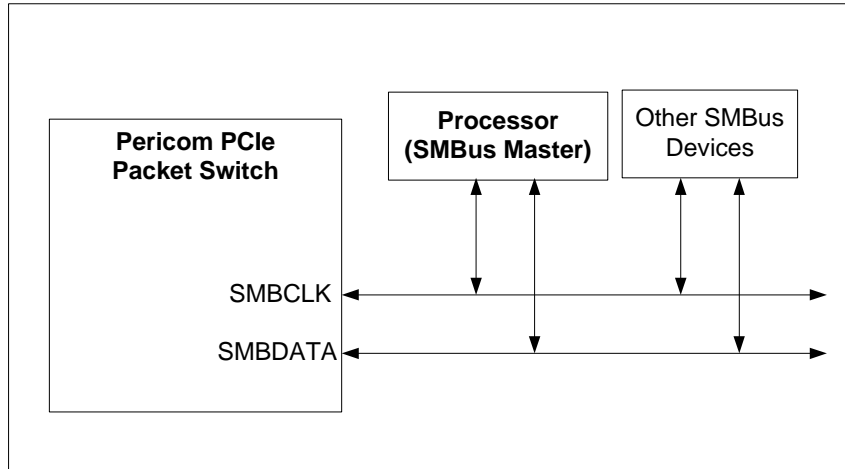 Pericom PCIe
Packet Switch
Processor
(SMBus Master)
Other SMBus
Devices
SMBCLK
SMBDATA